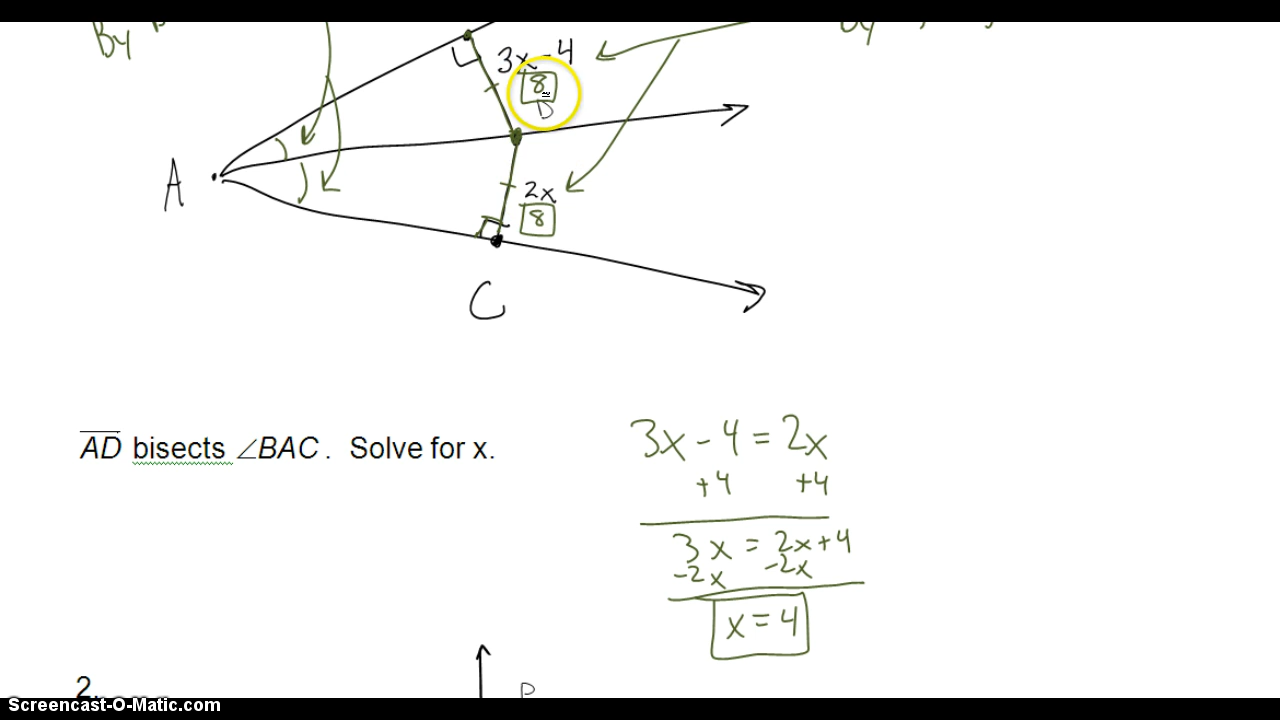 By
3x-4
8
D
A
2x
8
C
AD bisects ∠BAC. Solve for x.
3x-4=2x
+4 +4
3x = 2x+4
-2x -2x
x=4
2.
Screencast-O-Matic.com